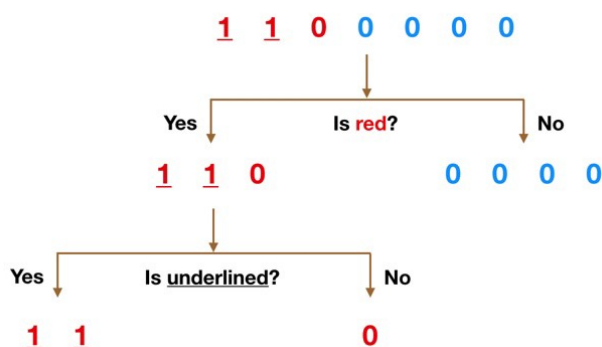 1 1 0 0 0 0 0
Yes Is red? No
1 1 0 0 0 0 0
Yes Is underlined? No
1 1 0